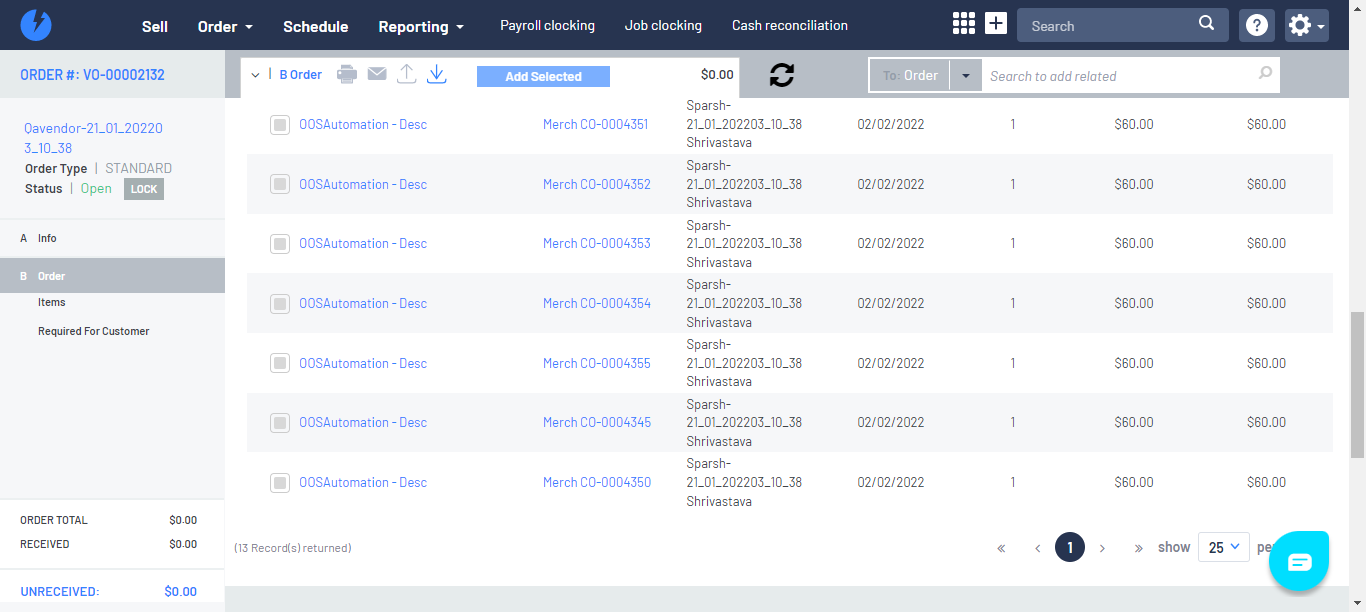 Sell Order Schedule Reporting Payroll clocking Job clocking Cash reconciliation Search
ORDER #: VO-00002132
B Order Add Selected $0.00 To: Order Search to add related
Qavendor-21_01_20220
3_10_38
Order Type | STANDARD
Status | Open LOCK
A Info
B Order
Items
Required For Customer
ORDER TOTAL $0.00
RECEIVED $0.00
UNRECEIVED: $0.00
Sparsh-
OOSAutomation - Desc Merch CO-0004351 21_01_202203_10_38 02/02/2022 1 $60.00 $60.00
Shrivastava
Sparsh-
OOSAutomation - Desc Merch CO-0004352 21_01_202203_10_38 02/02/2022 1 $60.00 $60.00
Shrivastava
Sparsh-
OOSAutomation - Desc Merch CO-0004353 21_01_202203_10_38 02/02/2022 1 $60.00 $60.00
Shrivastava
Sparsh-
OOSAutomation - Desc Merch CO-0004354 21_01_202203_10_38 02/02/2022 1 $60.00 $60.00
Shrivastava
Sparsh-
OOSAutomation - Desc Merch CO-0004355 21_01_202203_10_38 02/02/2022 1 $60.00 $60.00
Shrivastava
Sparsh-
OOSAutomation - Desc Merch CO-0004345 21_01_202203_10_38 02/02/2022 1 $60.00 $60.00
Shrivastava
Sparsh-
OOSAutomation - Desc Merch CO-0004350 21_01_202203_10_38 02/02/2022 1 $60.00 $60.00
Shrivastava
(13 Record(s) returned) « ‹ 1 › » show 25